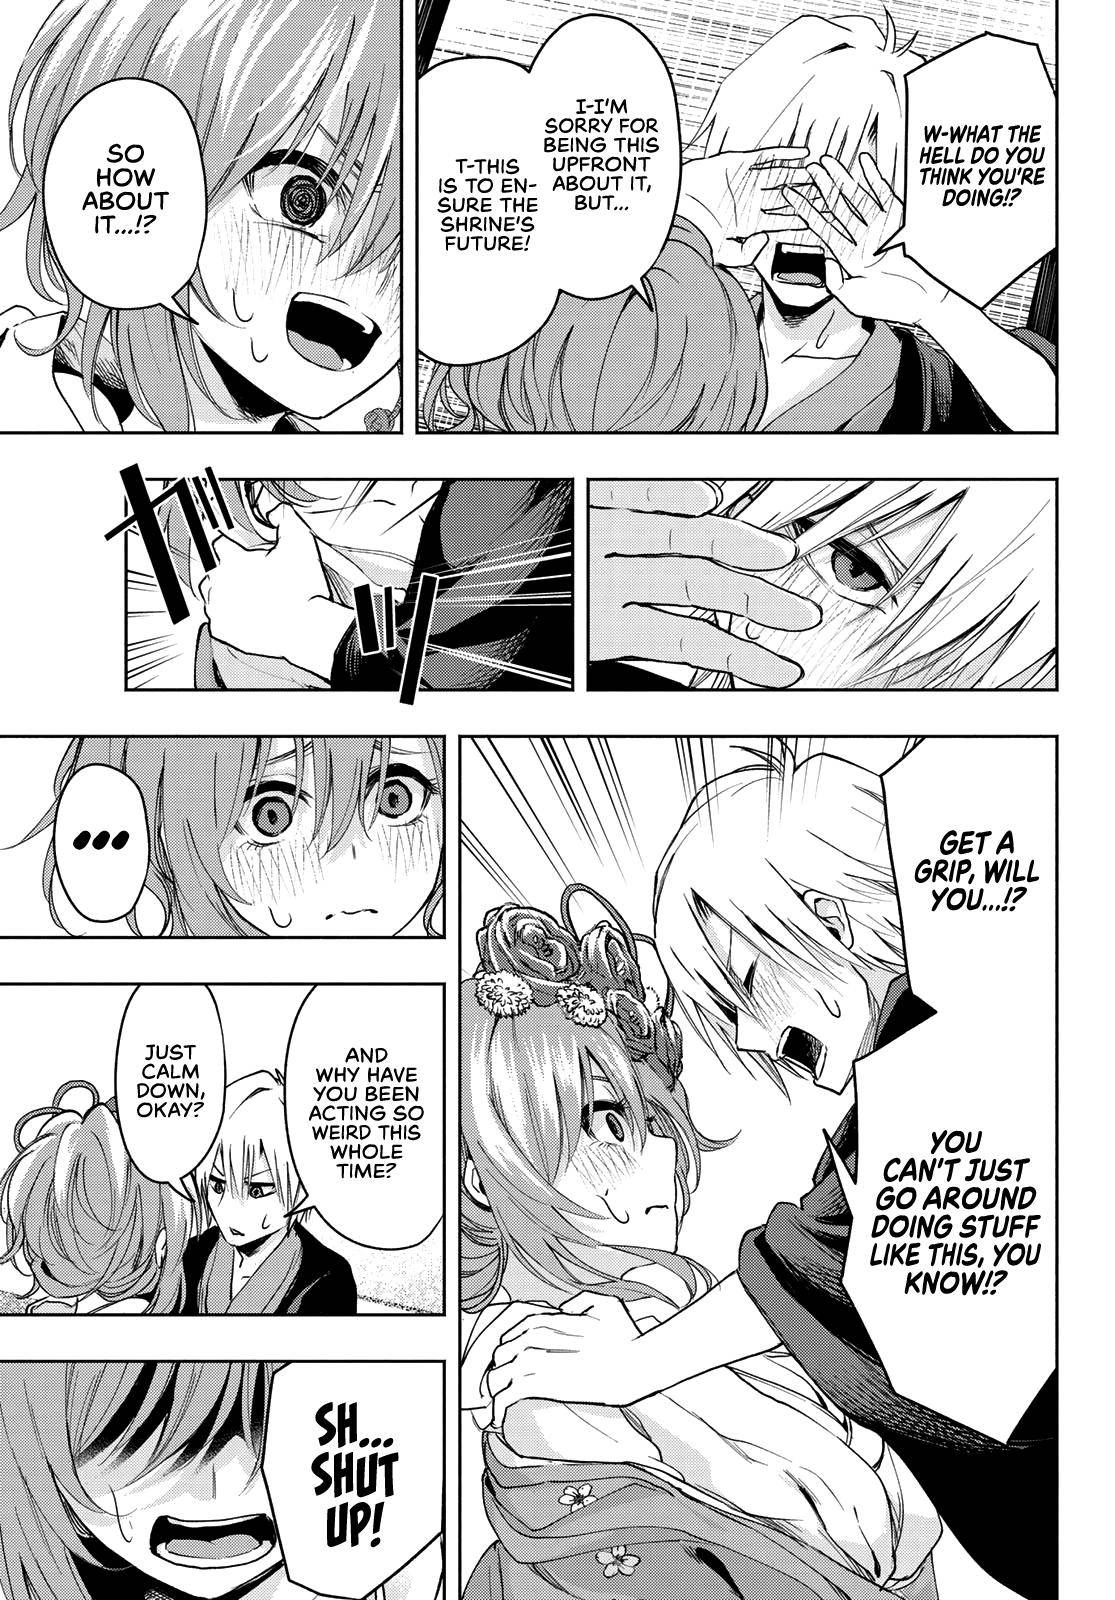 W-WHAT THE
HELL DO YOU
THINK YOU'RE
DOING!?
I-I'M
SORRY FOR
BEING THIS
UPFRONT
ABOUT IT,
BUT...
T-THIS
IS TO EN-
SURE THE
SHRINE'S
FUTURE!
SO
HOW
ABOUT
IT...!?
ガバッ
GET A
GRIP, WILL
YOU...!?
YOU
CAN'T JUST
GO AROUND
DOING STUFF
LIKE THIS, YOU
KNOW!?
...
AND
WHY HAVE
YOU BEEN
ACTING SO
WEIRD THIS
WHOLE
TIME?
JUST
CALM
DOWN,
OKAY?
SH...
SHUT
UP!